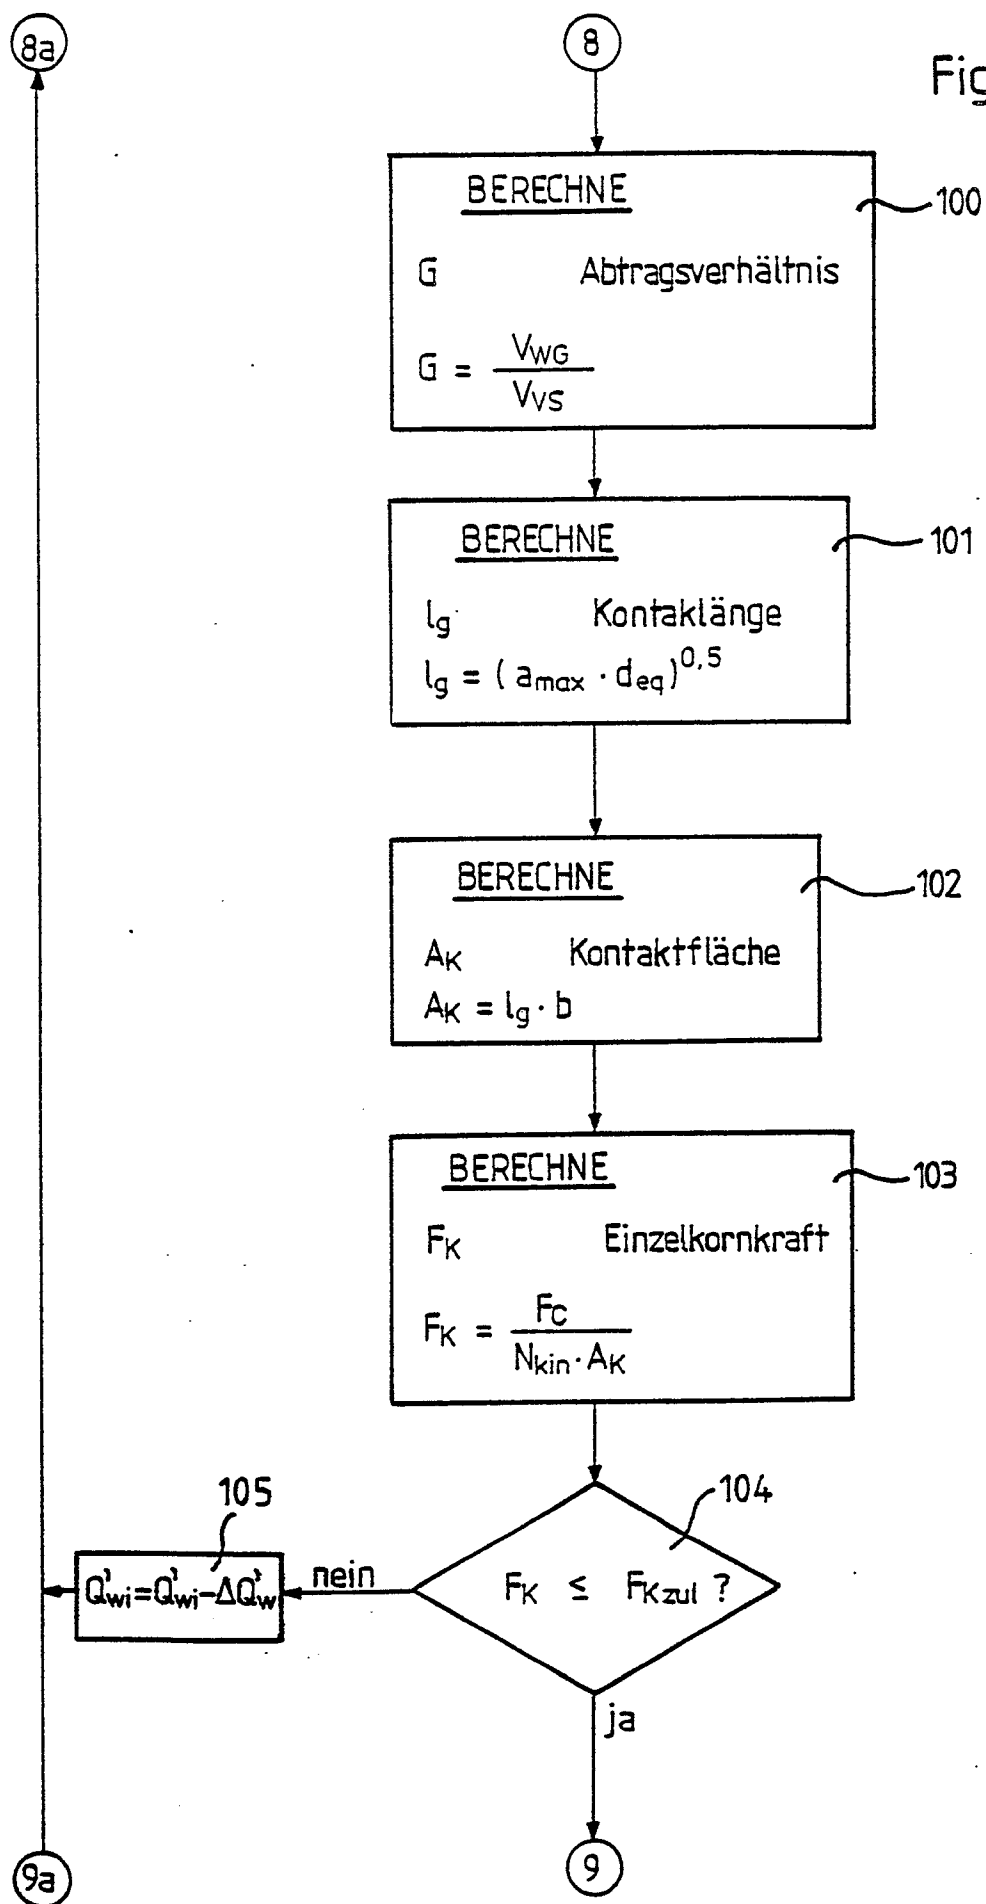 8a
8
Fig
BERECHNE
100
G Abtragsverhältnis
G = V_WG / V_VS
BERECHNE
101
l_g Kontaklänge
l_g = ( a_max · d_eq )^0,5
BERECHNE
102
A_K Kontaktfläche
A_K = l_g · b
BERECHNE
103
F_K Einzelkornkraft
F_K = F_C / N_kin · A_K
105
104
Q'_wi = Q'_wi - ΔQ'_w
nein
F_K ≤ F_Kzul ?
ja
9a
9